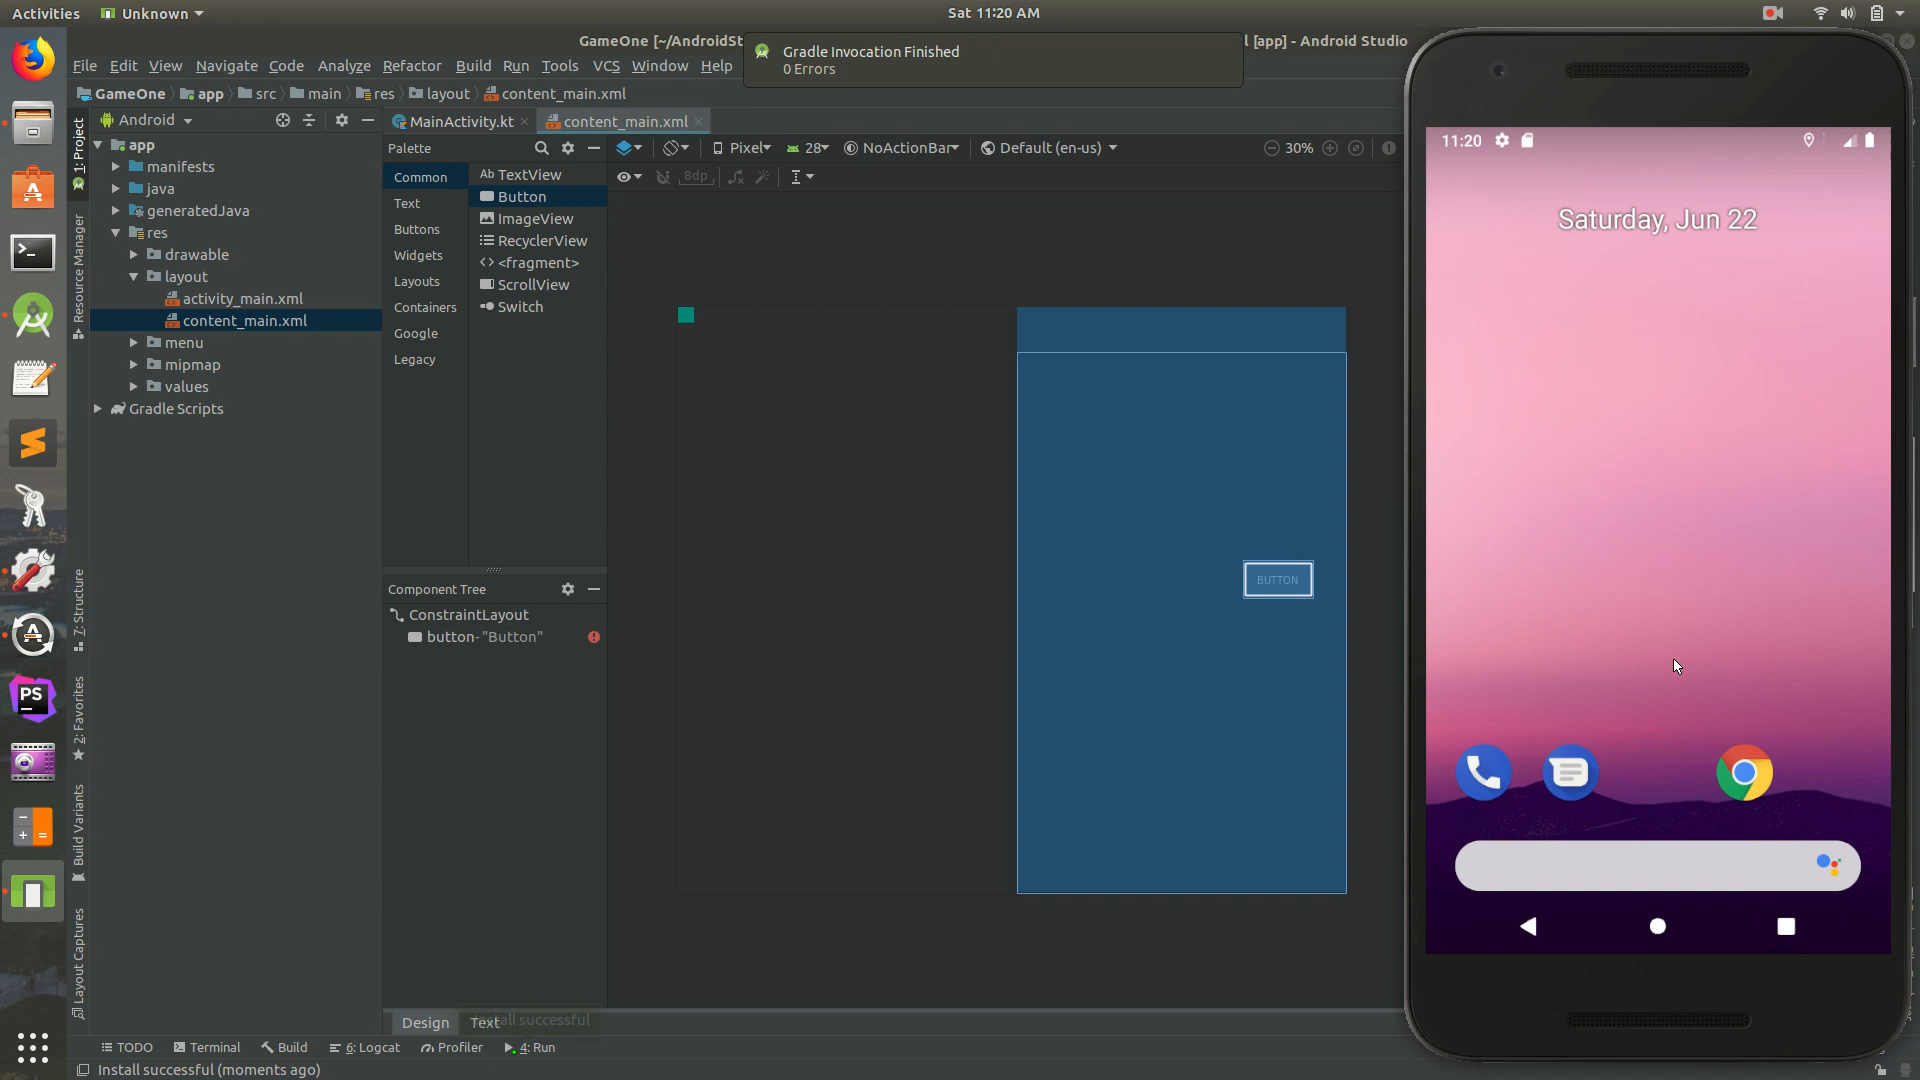 Activities
Unknown
Sat 11:20 AM
GameOne [~/AndroidSt
l [app] - Android Studio
Gradle Invocation Finished
0 Errors
File Edit View Navigate Code Analyze Refactor Build Run Tools VCS Window Help
GameOne app src main res layout content_main.xml
Android
MainActivity.kt
content_main.xml
1: Project
Resource Manager
7: Structure
2: Favorites
Build Variants
Layout Captures
app
manifests
java
generatedJava
res
drawable
layout
activity_main.xml
content_main.xml
menu
mipmap
values
Gradle Scripts
Palette
Common
Text
Buttons
Widgets
Layouts
Containers
Google
Legacy
Ab TextView
Button
ImageView
RecyclerView
<fragment>
ScrollView
Switch
Pixel
28
NoActionBar
Default (en-us)
30%
8dp
BUTTON
Component Tree
ConstraintLayout
button- "Button"
Design
Text
Install successful
TODO
Terminal
Build
6: Logcat
Profiler
4: Run
Install successful (moments ago)
PS
11:20
Saturday, Jun 22